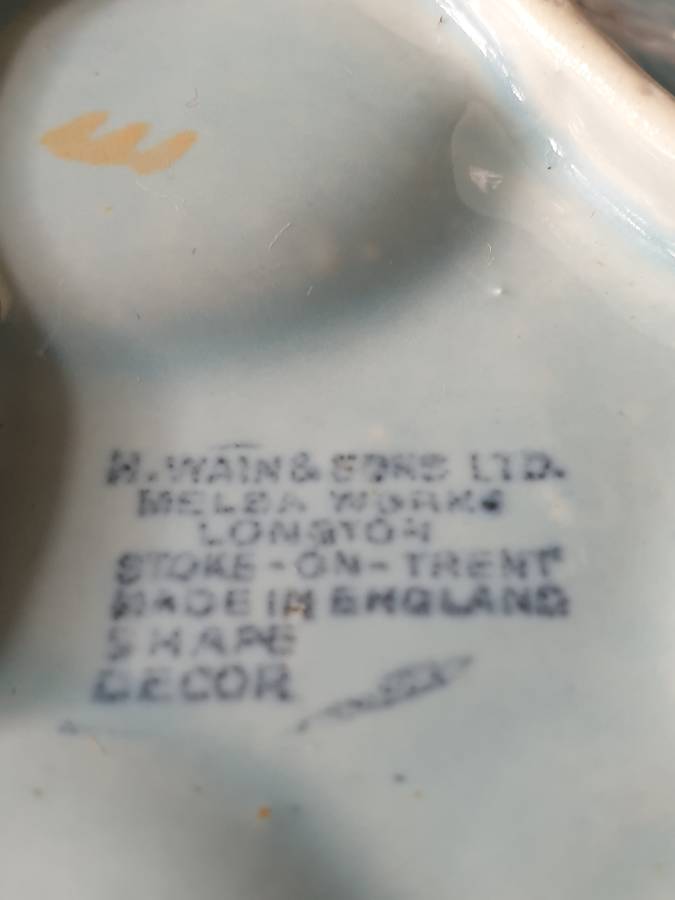 H. WAIN & SONS LTD.
MELBA WORKS
LONGTON
STOKE-ON-TRENT
MADE IN ENGLAND
SHAPE
DECOR